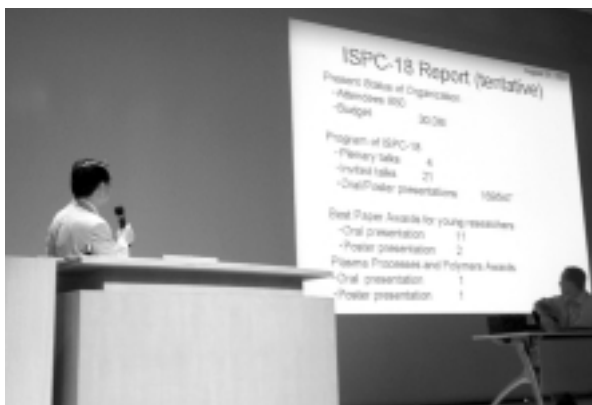 ISPC-18 Report (tentative)
Present Status of Organization
・Attendees
・Budget
Program of ISPC-18
・Plenary talks 4
・Invited talks 21
・Oral/Poster presentations
Best Paper Awards for young researchers
・Oral presentation 11
・Poster presentation 2
Plasma Processes and Polymers Awards
・Oral presentation 1
・Poster presentation 1